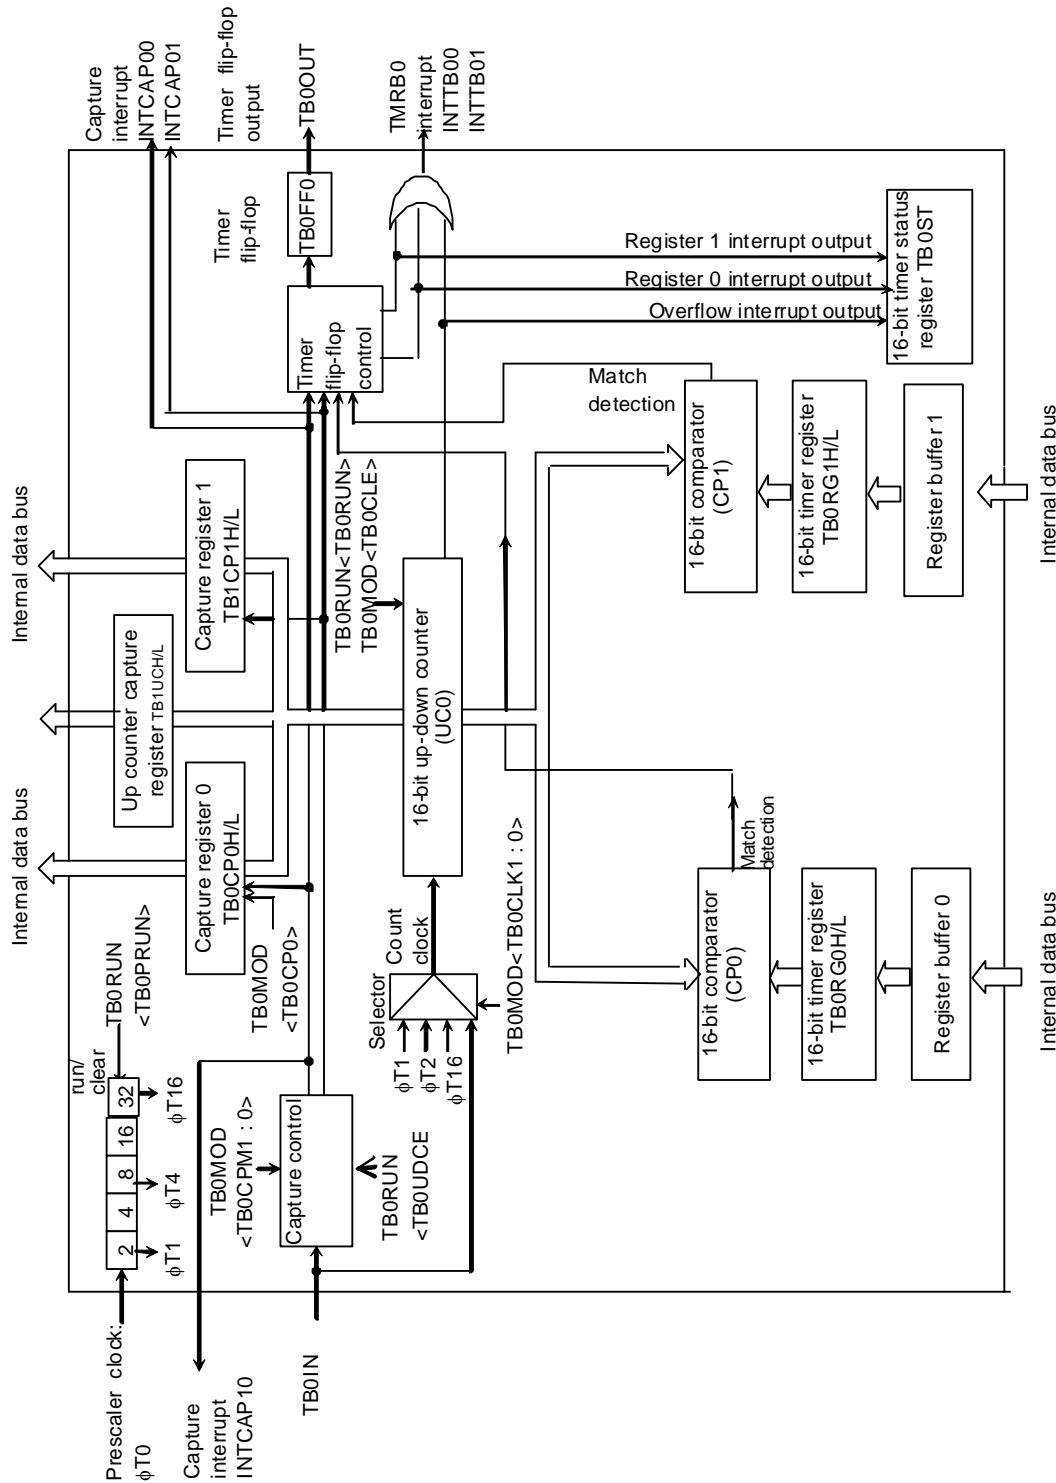 Prescaler clock:
φT0
2
4
8
16
32
φT1
φT4
φT16
run/
clear
TB0RUN
<TB0PRUN>
Internal data bus
Internal data bus
Internal data bus
Capture
interrupt
INTCAP00
INTCAP01
Capture
interrupt
INTCAP10
Capture register 0
TB0CP0H/L
Up counter capture
register TB1UCH/L
Capture register 1
TB1CP1H/L
TB0MOD
<TB0CP0>
TB0MOD
<TB0CPM1 : 0>
TB0IN
Capture control
TB0RUN
<TB0UDCE
Selector
φT1
φT2
φT16
Count
clock
TB0MOD<TB0CLK1 : 0>
TB0RUN<TB0RUN>
TB0MOD<TB0CLE>
16-bit up-down counter
(UC0)
Timer
flip-flop
control
Timer
flip-flop
TB0FF0
Timer flip-flop
output
TB0OUT
TMRB0
interrupt
INTTB00
INTTB01
Register 1 interrupt output
Register 0 interrupt output
Overflow interrupt output
16-bit timer status
register TB0ST
Match
detection
16-bit comparator
(CP0)
Match
detection
16-bit comparator
(CP1)
16-bit timer register
TB0RG0H/L
16-bit timer register
TB0RG1H/L
Register buffer 0
Register buffer 1
Internal data bus
Internal data bus